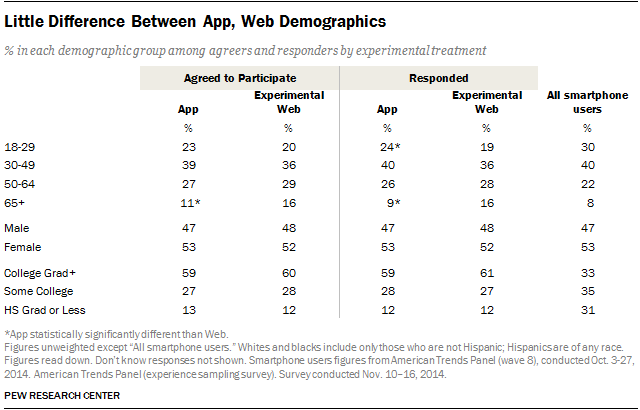 Little Difference Between App, Web Demographics
% in each demographic group among agreers and responders by experimental treatment
Agreed to Participate Responded
App Experimental Web App Experimental Web All smartphone users
% % % % %
18-29 23 20 24* 19 30
30-49 39 36 40 36 40
50-64 27 29 26 28 22
65+ 11* 16 9* 16 8
Male 47 48 47 48 47
Female 53 52 53 52 53
College Grad+ 59 60 59 61 33
Some College 27 28 28 27 35
HS Grad or Less 13 12 12 12 31
*App statistically significantly different than Web.
Figures unweighted except "All smartphone users." Whites and blacks include only those who are not Hispanic; Hispanics are of any race.
Figures read down. Don't know responses not shown. Smartphone users figures from American Trends Panel (wave 8), conducted Oct. 3-27,
2014. American Trends Panel (experience sampling survey). Survey conducted Nov. 10–16, 2014.
PEW RESEARCH CENTER